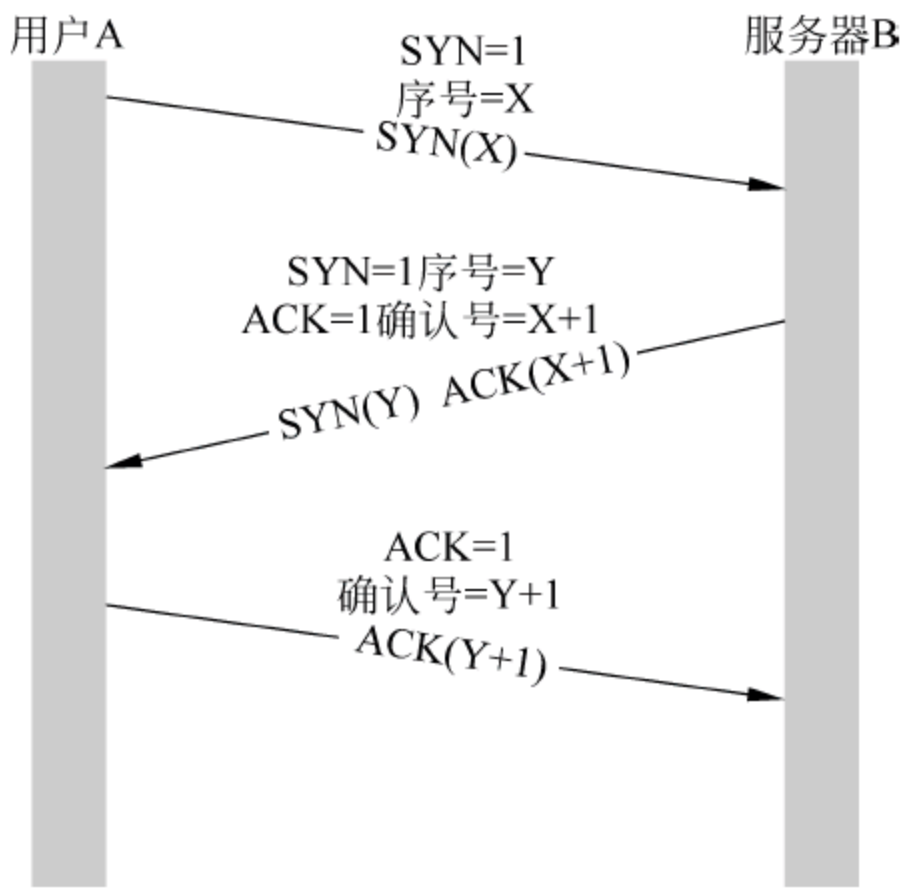 用户A
服务器B
SYN=1
序号=X
SYN(X)
SYN=1序号=Y
ACK=1确认号=X+1
SYN(Y) ACK(X+1)
ACK=1
确认号=Y+1
ACK(Y+1)